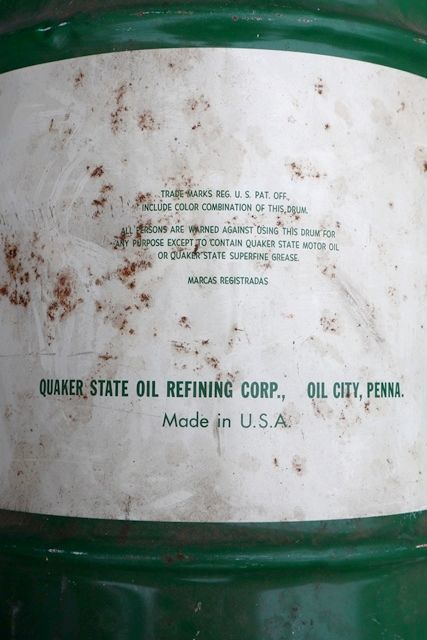 TRADE MARKS REG. U. S. PAT. OFF.
INCLUDE COLOR COMBINATION OF THIS DRUM.
ALL PERSONS ARE WARNED AGAINST USING THIS DRUM FOR
ANY PURPOSE EXCEPT TO CONTAIN QUAKER STATE MOTOR OIL
OR QUAKER STATE SUPERFINE GREASE.
MARCAS REGISTRADAS
QUAKER STATE OIL REFINING CORP., OIL CITY, PENNA.
Made in U.S.A.